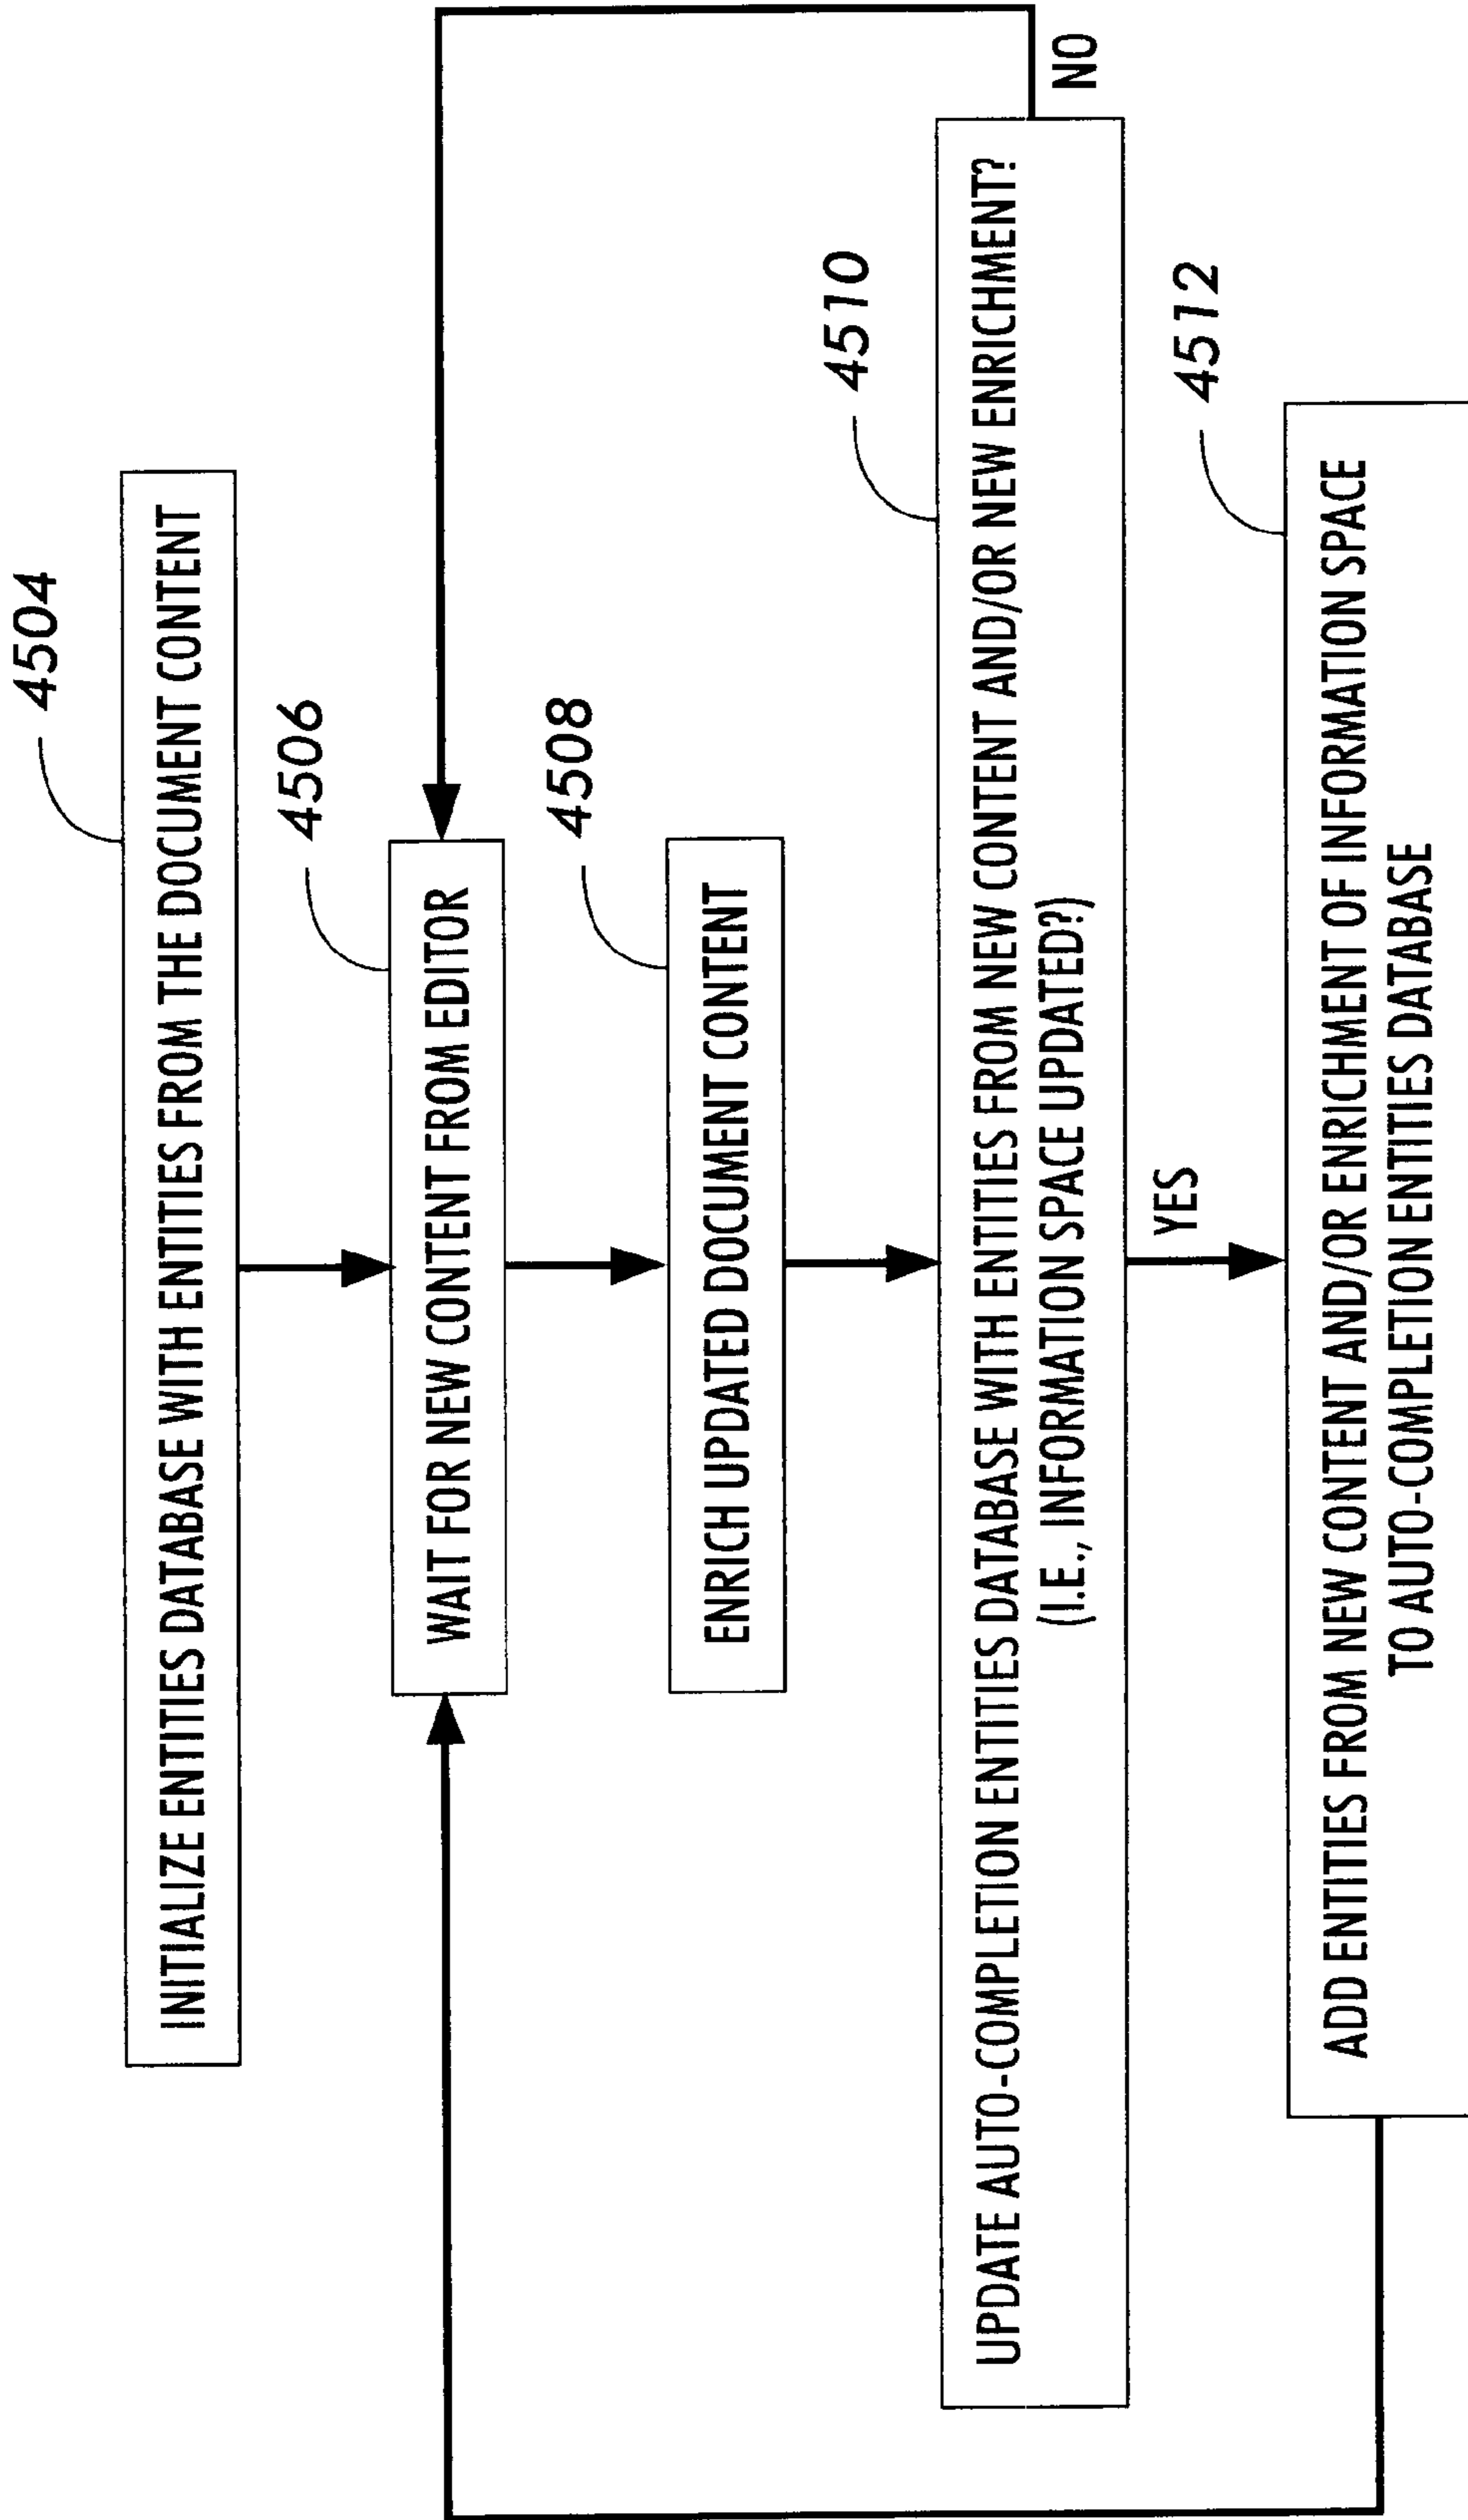 4504
INITIALIZE ENTITIES DATABASE WITH ENTITIES FROM THE DOCUMENT CONTENT
4506
WAIT FOR NEW CONTENT FROM EDITOR
4508
ENRICH UPDATED DOCUMENT CONTENT
4510
UPDATE AUTO-COMPLETION ENTITIES DATABASE WITH ENTITIES FROM NEW CONTENT AND/OR NEW ENRICHMENT?
(I.E., INFORMATION SPACE UPDATED?)
NO
YES
4512
ADD ENTITIES FROM NEW CONTENT AND/OR ENRICHMENT OF INFORMATION SPACE
TO AUTO-COMPLETION ENTITIES DATABASE